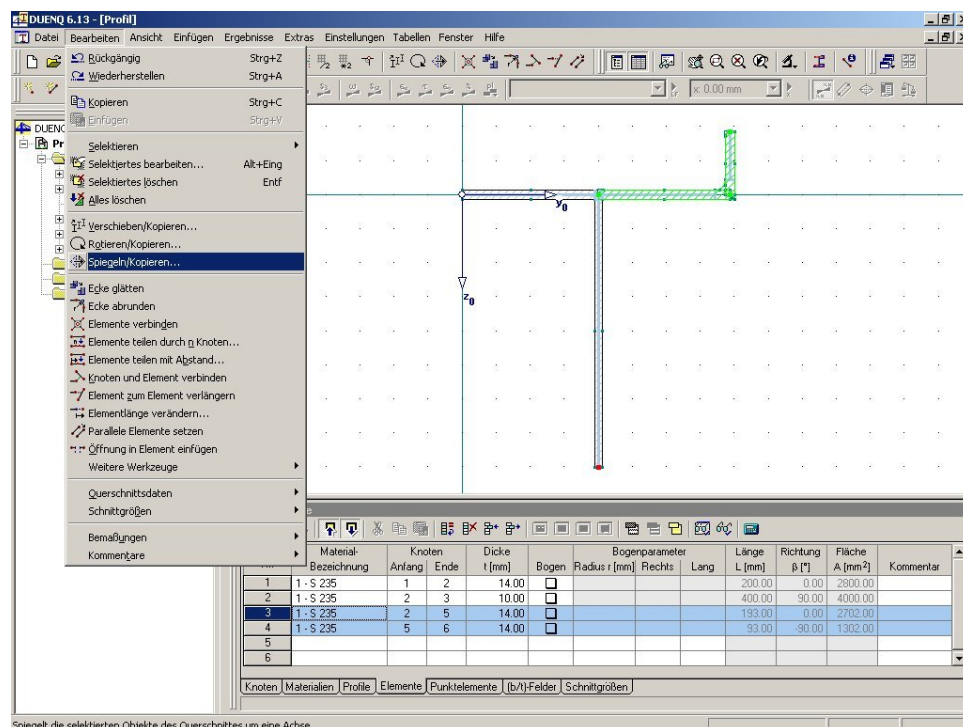 DUENQ 6.13 - [Profil]
Datei Bearbeiten Ansicht Einfügen Ergebnisse Extras Einstellungen Tabellen Fenster Hilfe
Rückgängig Strg+Z
Wiederherstellen Strg+A
Kopieren Strg+C
Einfügen Strg+V
Selektieren
Selektiertes bearbeiten... Alt+Eing
Selektiertes löschen Entf
Alles löschen
Verschieben/Kopieren...
Rotieren/Kopieren...
Spiegeln/Kopieren...
Ecke glätten
Ecke abrunden
Elemente verbinden
Elemente teilen durch n Knoten...
Elemente teilen mit Abstand...
Knoten und Element verbinden
Element zum Element verlängern
Elementlänge verändern...
Parallele Elemente setzen
Öffnung in Element einfügen
Weitere Werkzeuge
Querschnittsdaten
Schnittgrößen
Bemaßungen
Kommentare
x: 0.00 mm
DUENQ
Pr
y0
z0
Material- Knoten Dicke Bogenparameter Länge Richtung Fläche
Bezeichnung Anfang Ende t [mm] Bogen Radius r [mm] Rechts Lang L [mm] β [°] A [mm2] Kommentar
1 1 - S 235 1 2 14.00 200.00 0.00 2800.00
2 1 - S 235 2 3 10.00 400.00 90.00 4000.00
3 1 - S 235 2 5 14.00 193.00 0.00 2702.00
4 1 - S 235 5 6 14.00 93.00 -90.00 1302.00
5
6
Knoten Materialien Profile Elemente Punktelemente (b/t)-Felder Schnittgrößen
Spiegelt die selektierten Objekte des Querschnittes um eine Achse